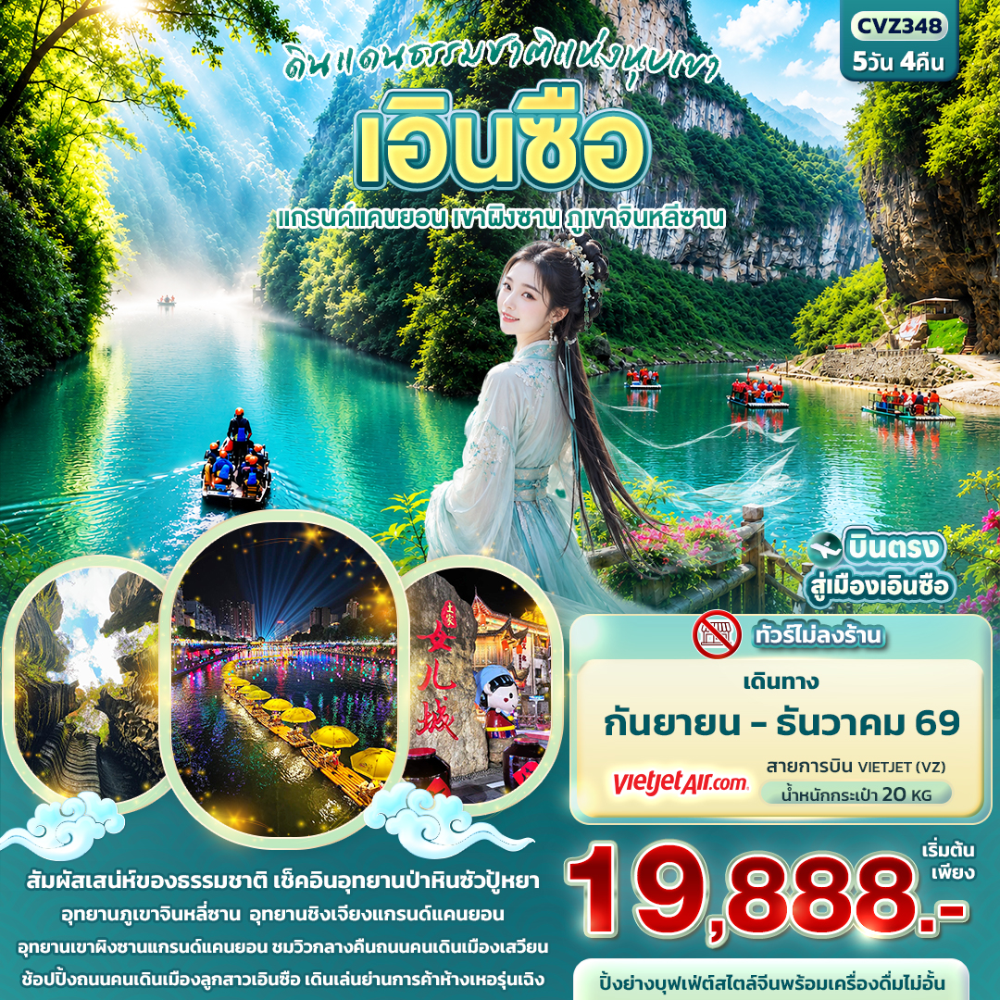 CVZ348
5วัน 4คืน
ดินแดนธรรมชาติแห่งหุบเขา
เอินซือ
แกรนด์แคนยอน เขาผิงซาน ภูเขาจินหลีซาน
บินตรง
สู่เมืองเอินซือ
土家
女儿城
ทัวร์ไม่ลงร้าน
เดินทาง
กันยายน - ธันวาคม 69
vietjetAir.com
สายการบิน VIETJET (VZ)
น้ำหนักกระเป๋า 20 KG
เริ่มต้น
เพียง
19,888.-
สัมผัสเสน่ห์ของธรรมชาติ เช็คอินอุทยานป่าหินซัวปู้หยา
อุทยานภูเขาจินหลี่ซาน อุทยานชิงเจียงแกรนด์แคนยอน
อุทยานเขาผิงซานแกรนด์แคนยอน ชมวิวกลางคืนถนนคนเดินเมืองเสวียน
ช้อปปิ้งถนนคนเดินเมืองลูกสาวเอินซือ เดินเล่นย่านการค้าห้างเหอรุ่นเฉิง
ปิ้งย่างบุฟเฟ่ต์สไตล์จีนพร้อมเครื่องดื่มไม่อั้น